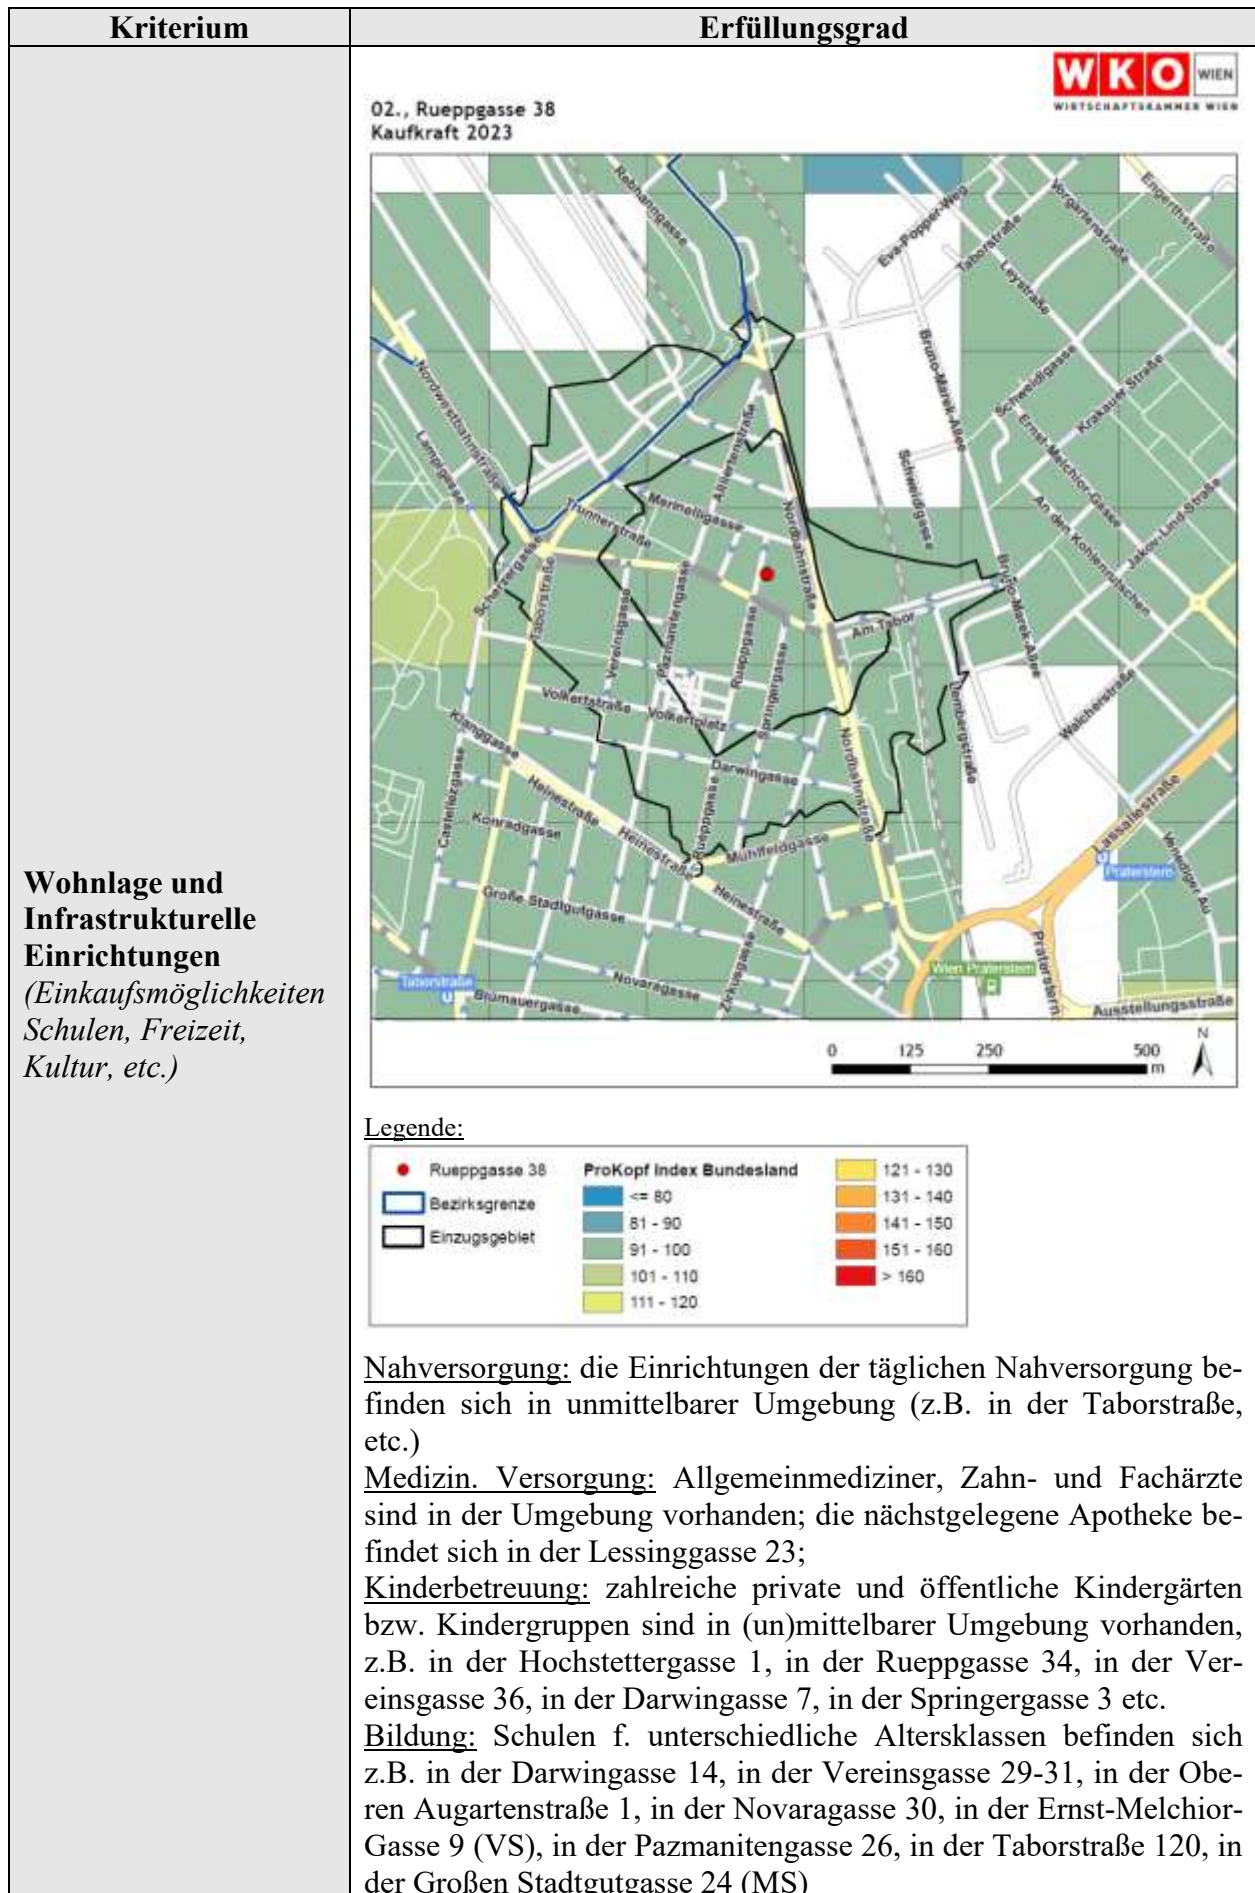 Kriterium
Erfüllungsgrad
WKO WIEN
WIRTSCHAFTSKAMMER WIEN
02., Rueppgasse 38
Kaufkraft 2023
Rebhanngasse
Eva-Popper-Weg
Taborstraße
Vorgartenstraße
Engerthstraße
Leystraße
Bruno-Marek-Allee
Schweidlgasse
Krakauer Straße
Ernst-Melchior-Gasse
Nordwestbahnstraße
Lampigasse
Alliiertenstraße
Schweidlgasse
An den Kohlenrutschen
Jakov-Lind-Straße
Trunnerstraße
Marinelligasse
Nordbahnstraße
Scherzergasse
Taborstraße
Vereinsgasse
Pazmanitengasse
Rueppgasse
Springergasse
Am Tabor
Bruno-Marek-Allee
Volkertstraße
Volkertplatz
Dernbergstraße
Walcherstraße
Klanggasse
Darwingasse
Nordbahnstraße
Castellezgasse
Heinestraße
Konradgasse
Heinestraße
Rueppgasse
Mühlfeldgasse
Lassallestraße
Praterstern
Venediger Au
Große Stadtgutgasse
Heinestraße
Novaragasse
Zirkusgasse
Wien Praterstern
Praterstern
Taborstraße
U
Blumauergasse
Ausstellungsstraße
0 125 250 500
m
N
Wohnlage und
Infrastrukturelle
Einrichtungen
(Einkaufsmöglichkeiten
Schulen, Freizeit,
Kultur, etc.)
Legende:
Rueppgasse 38
Bezirksgrenze
Einzugsgebiet
ProKopf Index Bundesland
<= 80
81 - 90
91 - 100
101 - 110
111 - 120
121 - 130
131 - 140
141 - 150
151 - 160
> 160
Nahversorgung: die Einrichtungen der täglichen Nahversorgung be-
finden sich in unmittelbarer Umgebung (z.B. in der Taborstraße,
etc.)
Medizin. Versorgung: Allgemeinmediziner, Zahn- und Fachärzte
sind in der Umgebung vorhanden; die nächstgelegene Apotheke be-
findet sich in der Lessinggasse 23;
Kinderbetreuung: zahlreiche private und öffentliche Kindergärten
bzw. Kindergruppen sind in (un)mittelbarer Umgebung vorhanden,
z.B. in der Hochstettergasse 1, in der Rueppgasse 34, in der Ver-
einsgasse 36, in der Darwingasse 7, in der Springergasse 3 etc.
Bildung: Schulen f. unterschiedliche Altersklassen befinden sich
z.B. in der Darwingasse 14, in der Vereinsgasse 29-31, in der Obe-
ren Augartenstraße 1, in der Novaragasse 30, in der Ernst-Melchior-
Gasse 9 (VS), in der Pazmanitengasse 26, in der Taborstraße 120, in
der Großen Stadtgutgasse 24 (MS)